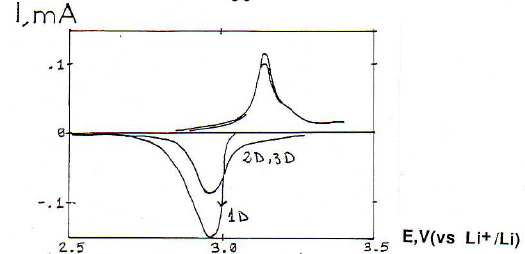 I,mA
.1
0
2D,3D
-.1
1D
2.5 3.0 3.5
E,V(vs Li+/Li)